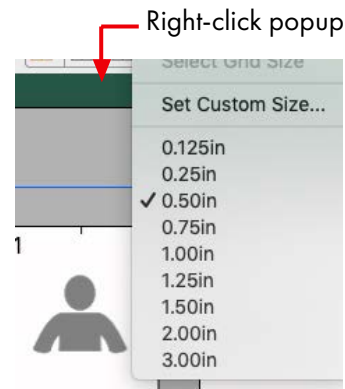 Right-click popup
Select Grid Size
Set Custom Size...
0.125in
0.25in
✓ 0.50in
0.75in
1
1.00in
1.25in
1.50in
2.00in
3.00in